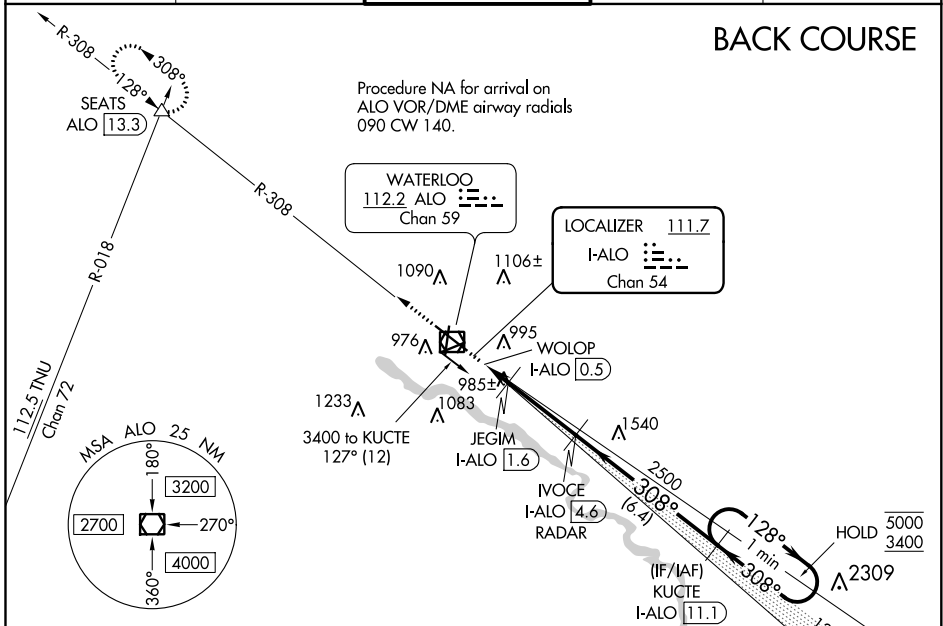 BACK COURSE
R-308
308°
128°
SEATS
ALO 13.3
Procedure NA for arrival on
ALO VOR/DME airway radials
090 CW 140.
R-308
WATERLOO
112.2 ALO
Chan 59
LOCALIZER 111.7
I-ALO
Chan 54
R-018
112.5 TNU
Chan 72
1090
1106±
976
995
WOLOP
I-ALO 0.5
985±
1233
1083
3400 to KUCTE
127° (12)
JEGIM
I-ALO 1.6
1540
IVOCE
I-ALO 4.6
RADAR
2500
308°
(6.4)
128°
1 min
308°
HOLD 5000
3400
2309
(IF/IAF)
KUCTE
I-ALO 11.1
MSA ALO 25 NM
180°
3200
2700
270°
4000
360°